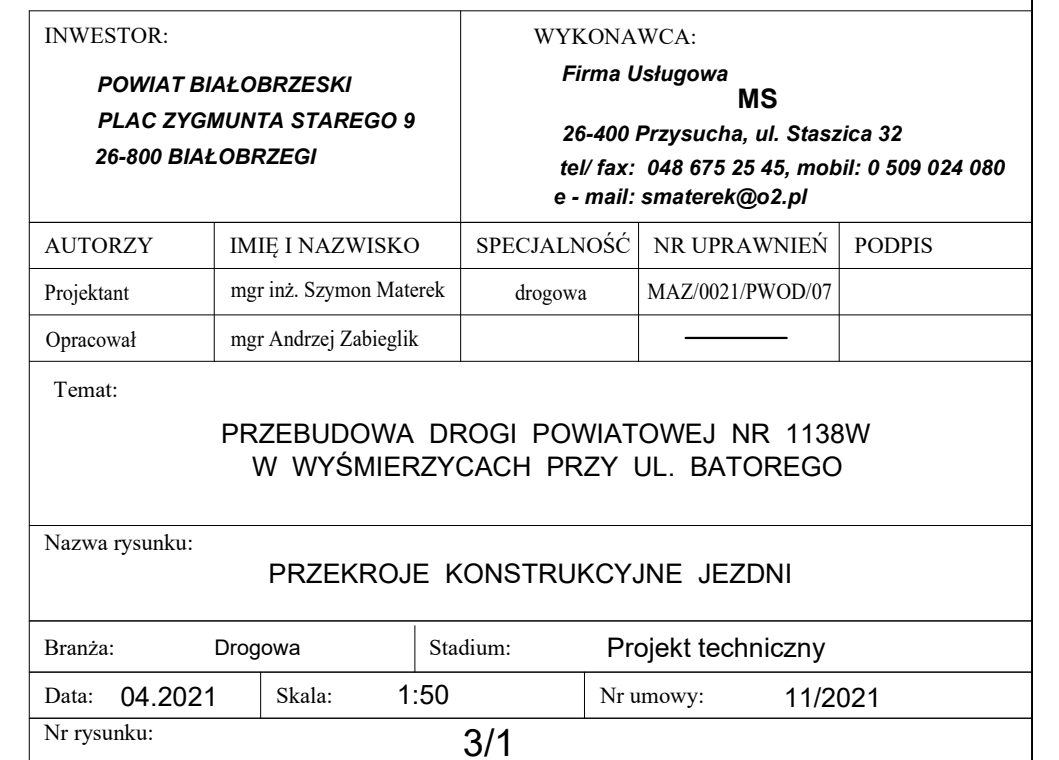 INWESTOR:
POWIAT BIAŁOBRZESKI
PLAC ZYGMUNTA STAREGO 9
26-800 BIAŁOBRZEGI
WYKONAWCA:
Firma Usługowa
MS
26-400 Przysucha, ul. Staszica 32
tel/ fax: 048 675 25 45, mobil: 0 509 024 080
e - mail: smaterek@o2.pl
AUTORZY IMIĘ I NAZWISKO SPECJALNOŚĆ NR UPRAWNIEŃ PODPIS
Projektant mgr inż. Szymon Materek drogowa MAZ/0021/PWOD/07
Opracował mgr Andrzej Zabieglik
Temat:
PRZEBUDOWA DROGI POWIATOWEJ NR 1138W
W WYŚMIERZYCACH PRZY UL. BATOREGO
Nazwa rysunku:
PRZEKROJE KONSTRUKCYJNE JEZDNI
Branża: Drogowa Stadium: Projekt techniczny
Data: 04.2021 Skala: 1:50 Nr umowy: 11/2021
Nr rysunku: 3/1